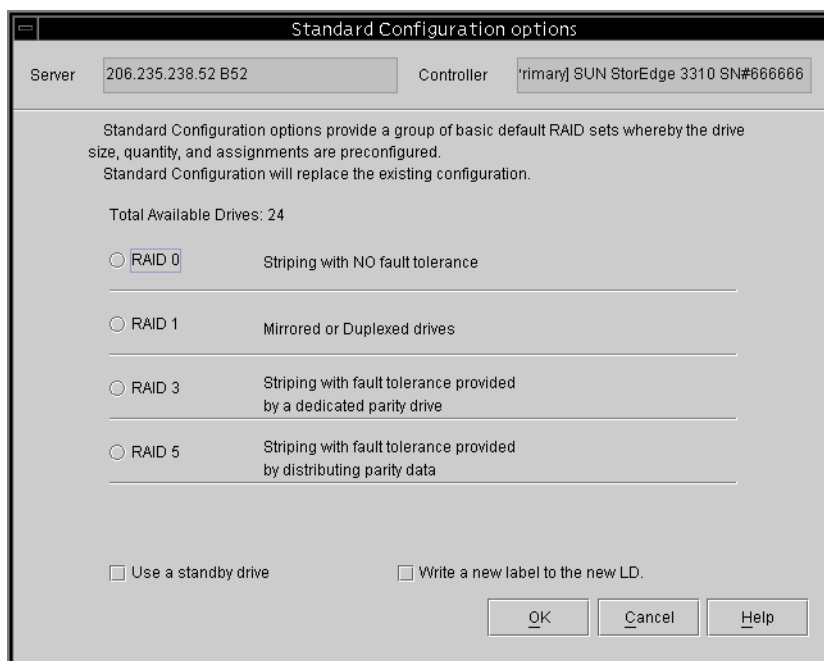 Standard Configuration options
Server 206.235.238.52 B52 Controller 'rimary] SUN StorEdge 3310 SN#666666
Standard Configuration options provide a group of basic default RAID sets whereby the drive
size, quantity, and assignments are preconfigured.
Standard Configuration will replace the existing configuration.
Total Available Drives: 24
RAID 0 Striping with NO fault tolerance
RAID 1 Mirrored or Duplexed drives
RAID 3 Striping with fault tolerance provided
by a dedicated parity drive
RAID 5 Striping with fault tolerance provided
by distributing parity data
Use a standby drive Write a new label to the new LD.
OK Cancel Help